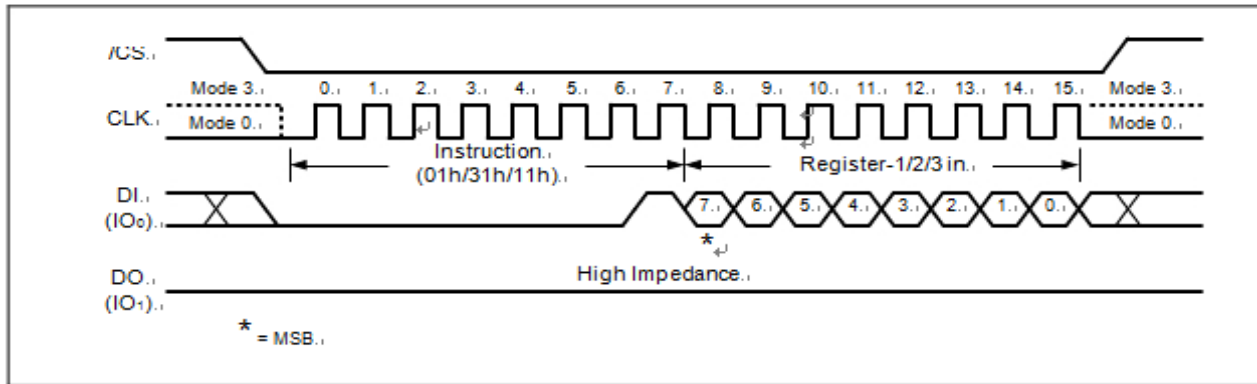 /CS.
Mode 3. 0. 1. 2. 3. 4. 5. 6. 7. 8. 9. 10. 11. 12. 13. 14. 15. Mode 3.
CLK. Mode 0. Mode 0.
Instruction.
(01h/31h/11h).
Register-1/2/3 in.
DI.
(IO₀).
7. 6. 5. 4. 3. 2. 1. 0.
*
High Impedance.
DO.
(IO₁).
* = MSB.